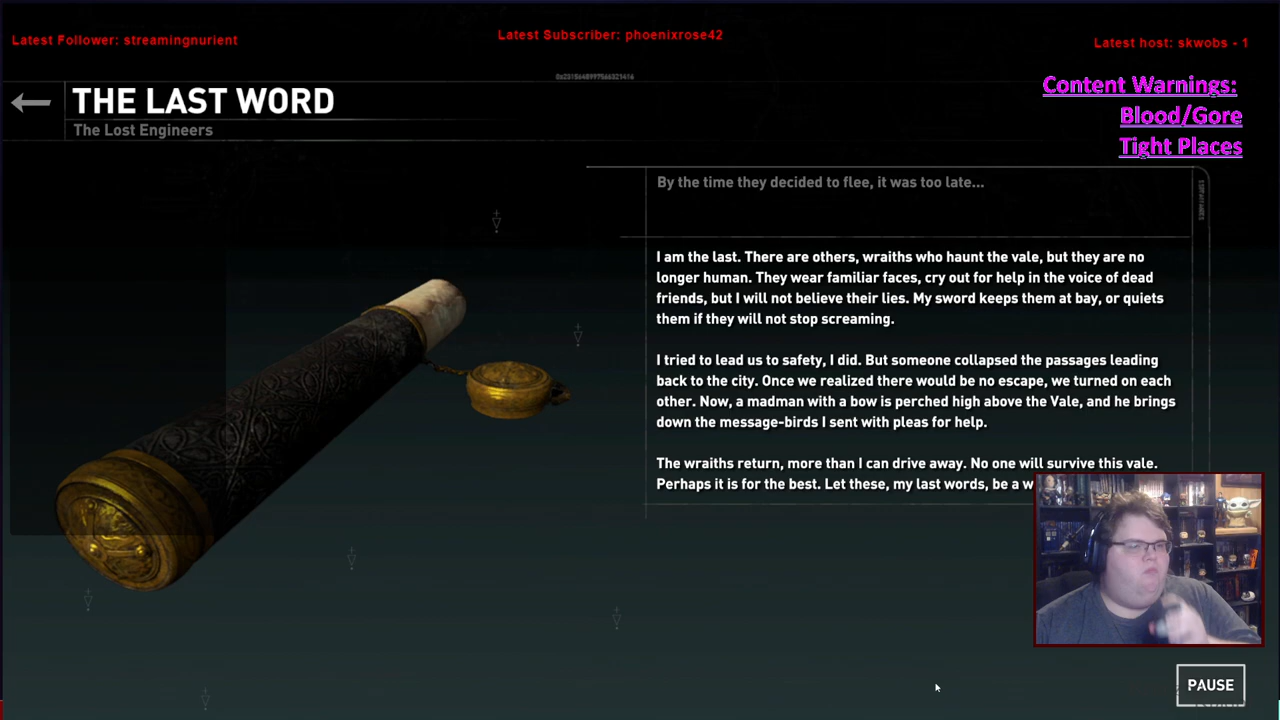 Latest Follower: streamingnurient
Latest Subscriber: phoenixrose42
Latest host: skwobs - 1
Content Warnings:
Blood/Gore
Tight Places
THE LAST WORD
The Lost Engineers
By the time they decided to flee, it was too late...
I am the last. There are others, wraiths who haunt the vale, but they are no
longer human. They wear familiar faces, cry out for help in the voice of dead
friends, but I will not believe their lies. My sword keeps them at bay, or quiets
them if they will not stop screaming.
I tried to lead us to safety, I did. But someone collapsed the passages leading
back to the city. Once we realized there would be no escape, we turned on each
other. Now, a madman with a bow is perched high above the Vale, and he brings
down the message-birds I sent with pleas for help.
The wraiths return, more than I can drive away. No one will survive this vale.
Perhaps it is for the best. Let these, my last words, be a w
PAUSE